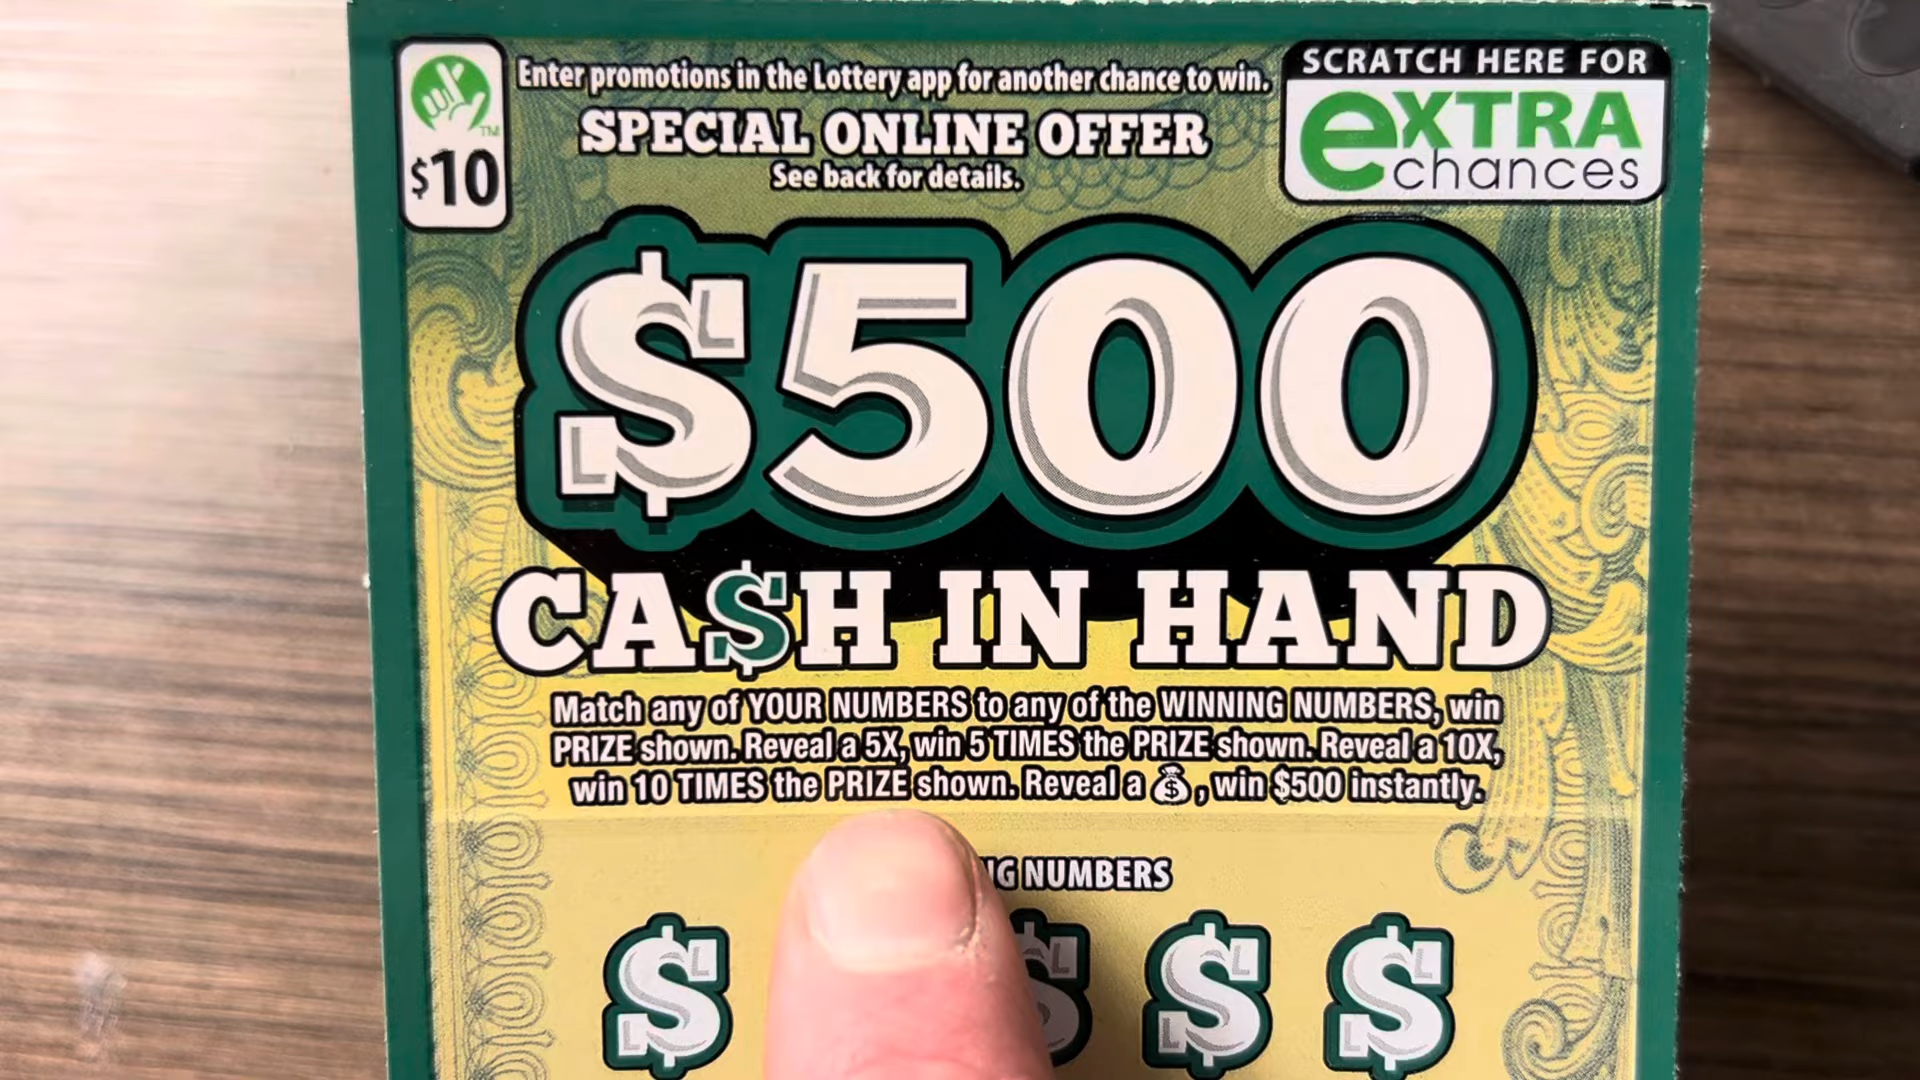 Enter promotions in the Lottery app for another chance to win.
SPECIAL ONLINE OFFER
See back for details.
TM
$10
SCRATCH HERE FOR
eXTRA
chances
$500
CA$H IN HAND
Match any of YOUR NUMBERS to any of the WINNING NUMBERS, win
PRIZE shown. Reveal a 5X, win 5 TIMES the PRIZE shown. Reveal a 10X,
win 10 TIMES the PRIZE shown. Reveal a $, win $500 instantly.
NUMBERS
$ $ $ $